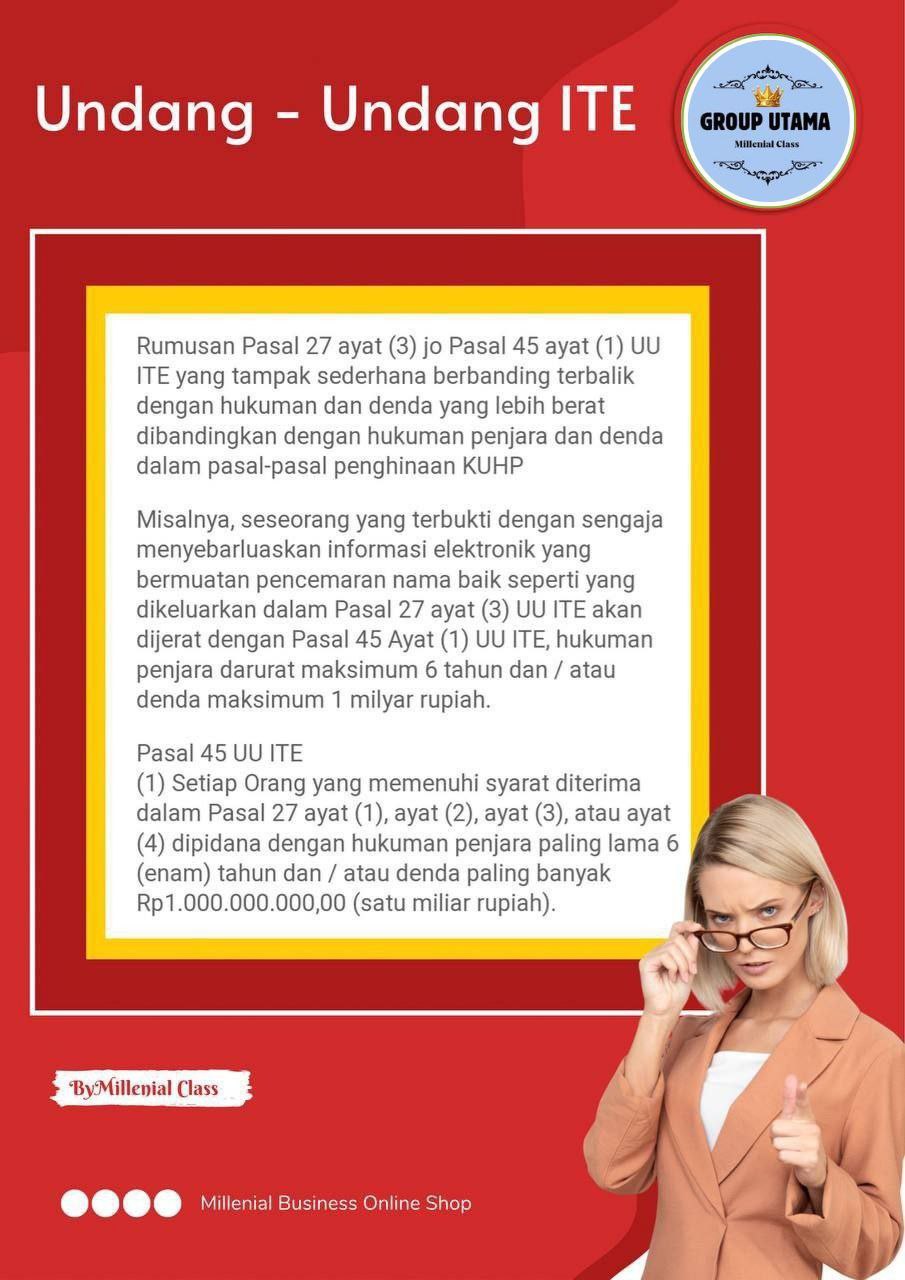 Undang - Undang ITE
GROUP UTAMA
Millenial Class
Rumusan Pasal 27 ayat (3) jo Pasal 45 ayat (1) UU
ITE yang tampak sederhana berbanding terbalik
dengan hukuman dan denda yang lebih berat
dibandingkan dengan hukuman penjara dan denda
dalam pasal-pasal penghinaan KUHP
Misalnya, seseorang yang terbukti dengan sengaja
menyebarluaskan informasi elektronik yang
bermuatan pencemaran nama baik seperti yang
dikeluarkan dalam Pasal 27 ayat (3) UU ITE akan
dijerat dengan Pasal 45 Ayat (1) UU ITE, hukuman
penjara darurat maksimum 6 tahun dan / atau
denda maksimum 1 milyar rupiah.
Pasal 45 UU ITE
(1) Setiap Orang yang memenuhi syarat diterima
dalam Pasal 27 ayat (1), ayat (2), ayat (3), atau ayat
(4) dipidana dengan hukuman penjara paling lama 6
(enam) tahun dan / atau denda paling banyak
Rp1.000.000.000,00 (satu miliar rupiah).
ByMillenial Class
Millenial Business Online Shop